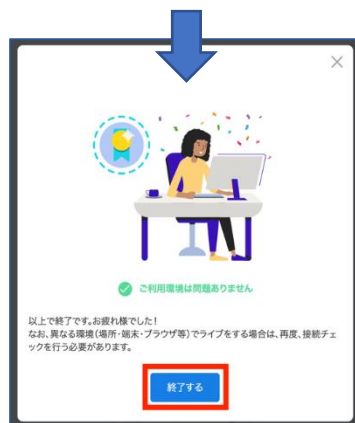 ご利用環境は問題ありません
以上で終了です。お疲れ様でした！
なお、異なる環境（場所・端末・ブラウザ等）でライブをする場合は、再度、接続チェ
ックを行う必要があります。
終了する